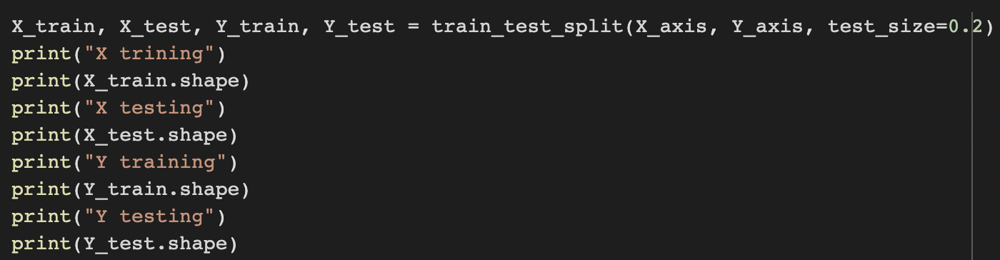 X_train, X_test, Y_train, Y_test = train_test_split(X_axis, Y_axis, test_size=0.2)
print("X trining")
print(X_train.shape)
print("X testing")
print(X_test.shape)
print("Y training")
print(Y_train.shape)
print("Y testing")
print(Y_test.shape)